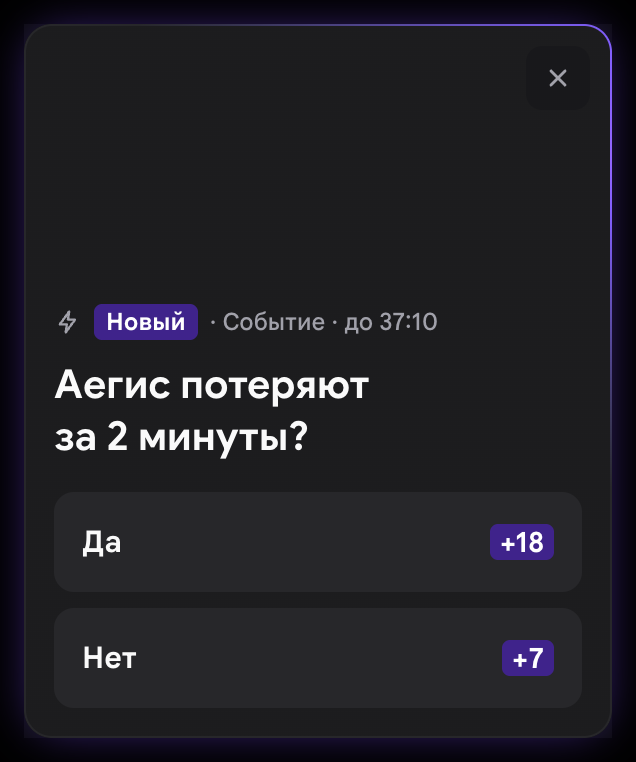 Новый · Событие · до 37:10
Аегис потеряют
за 2 минуты?
Да +18
Нет +7